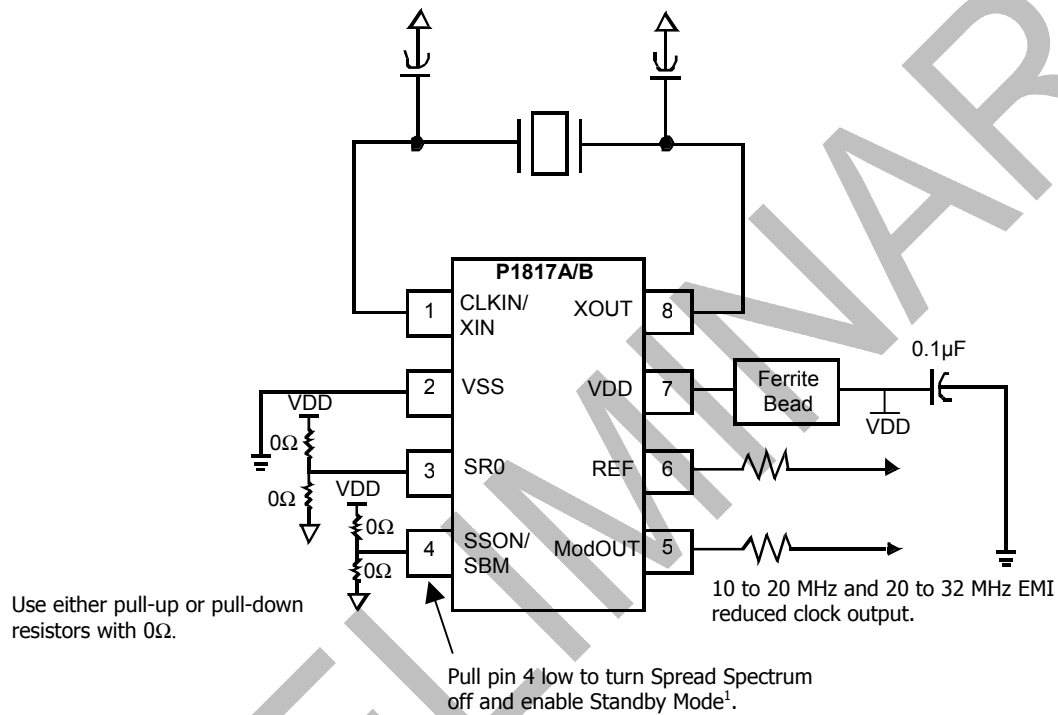 P1817A/B
1
CLKIN/
XIN
XOUT
8
2
VSS
VDD
7
Ferrite
Bead
0.1µF
VDD
VDD
0Ω
0Ω
3
SR0
REF
6
VDD
0Ω
0Ω
4
SSON/
SBM
ModOUT
5
10 to 20 MHz and 20 to 32 MHz EMI
reduced clock output.
Use either pull-up or pull-down
resistors with 0Ω.
Pull pin 4 low to turn Spread Spectrum
off and enable Standby Mode¹.
ELIMINAR